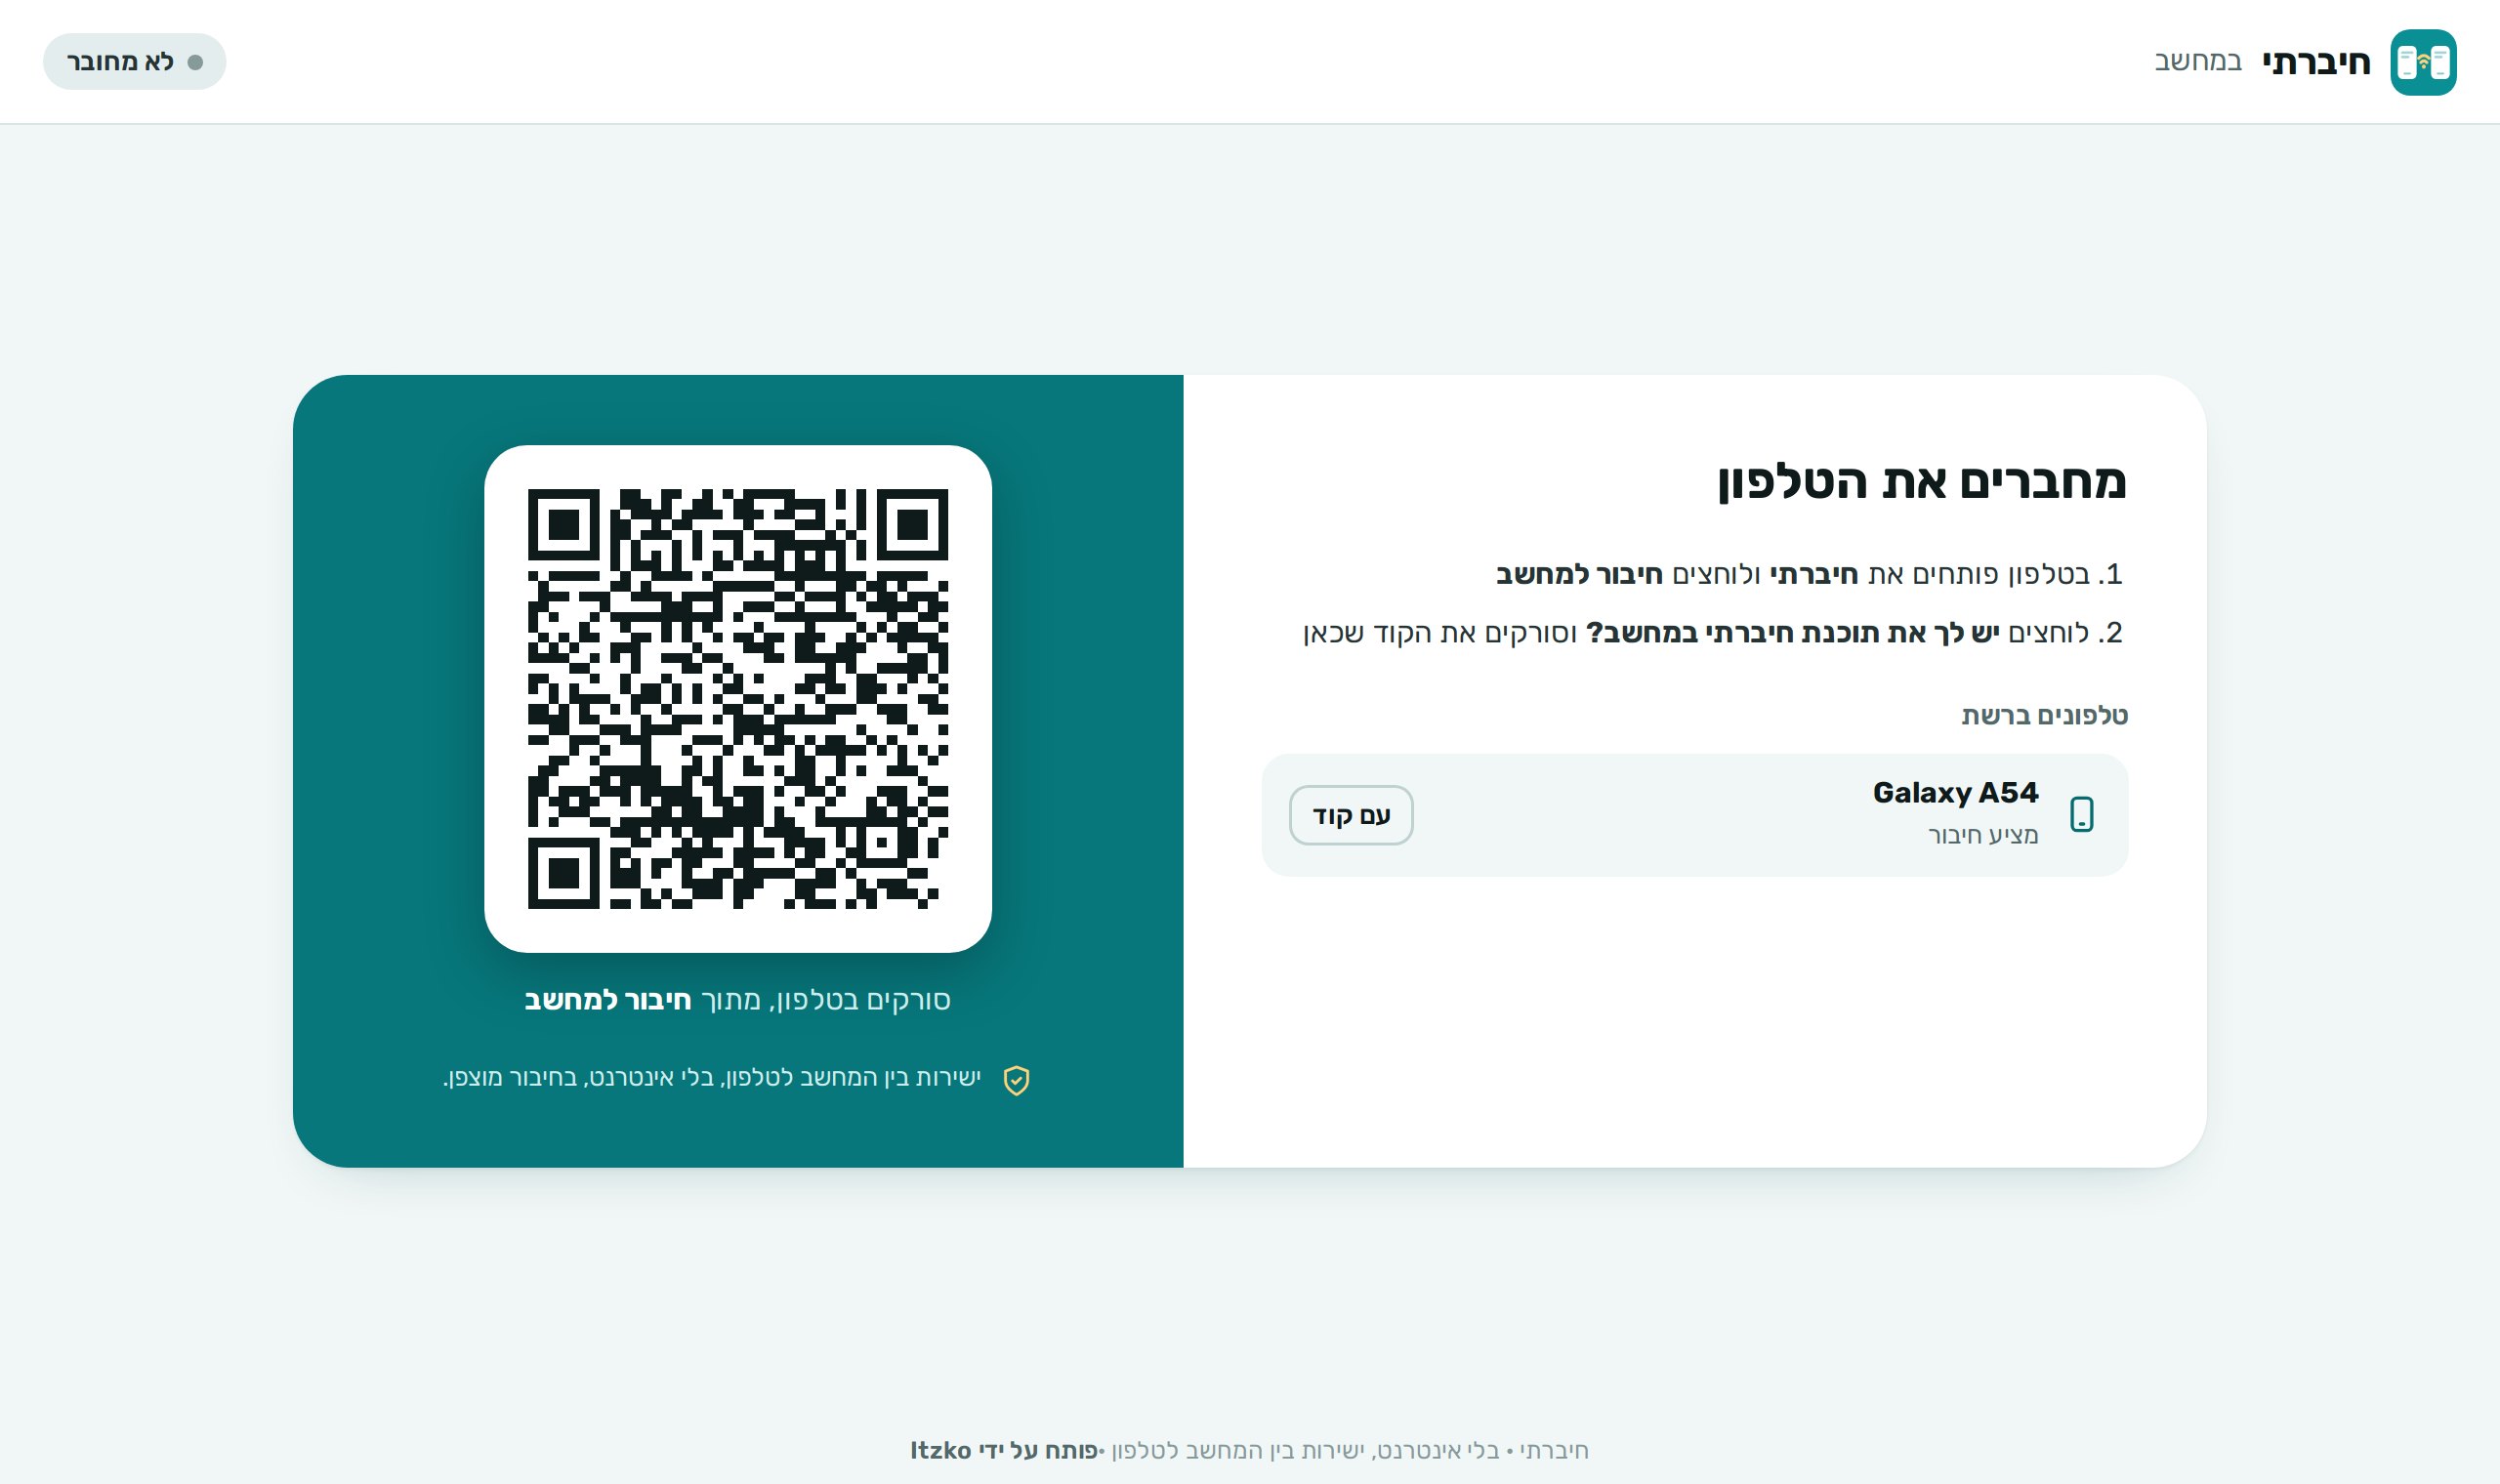 חיברתי במחשב
לא מחובר
מחברים את הטלפון
1. בטלפון פותחים את חיברתי ולוחצים חיבור למחשב
2. לוחצים יש לך את תוכנת חיברתי במחשב? וסורקים את הקוד שכאן
טלפונים ברשת
Galaxy A54
מציע חיבור
עם קוד
סורקים בטלפון, מתוך חיבור למחשב
ישירות בין המחשב לטלפון, בלי אינטרנט, בחיבור מוצפן.
חיברתי • בלי אינטרנט, ישירות בין המחשב לטלפון •פותח על ידי Itzko